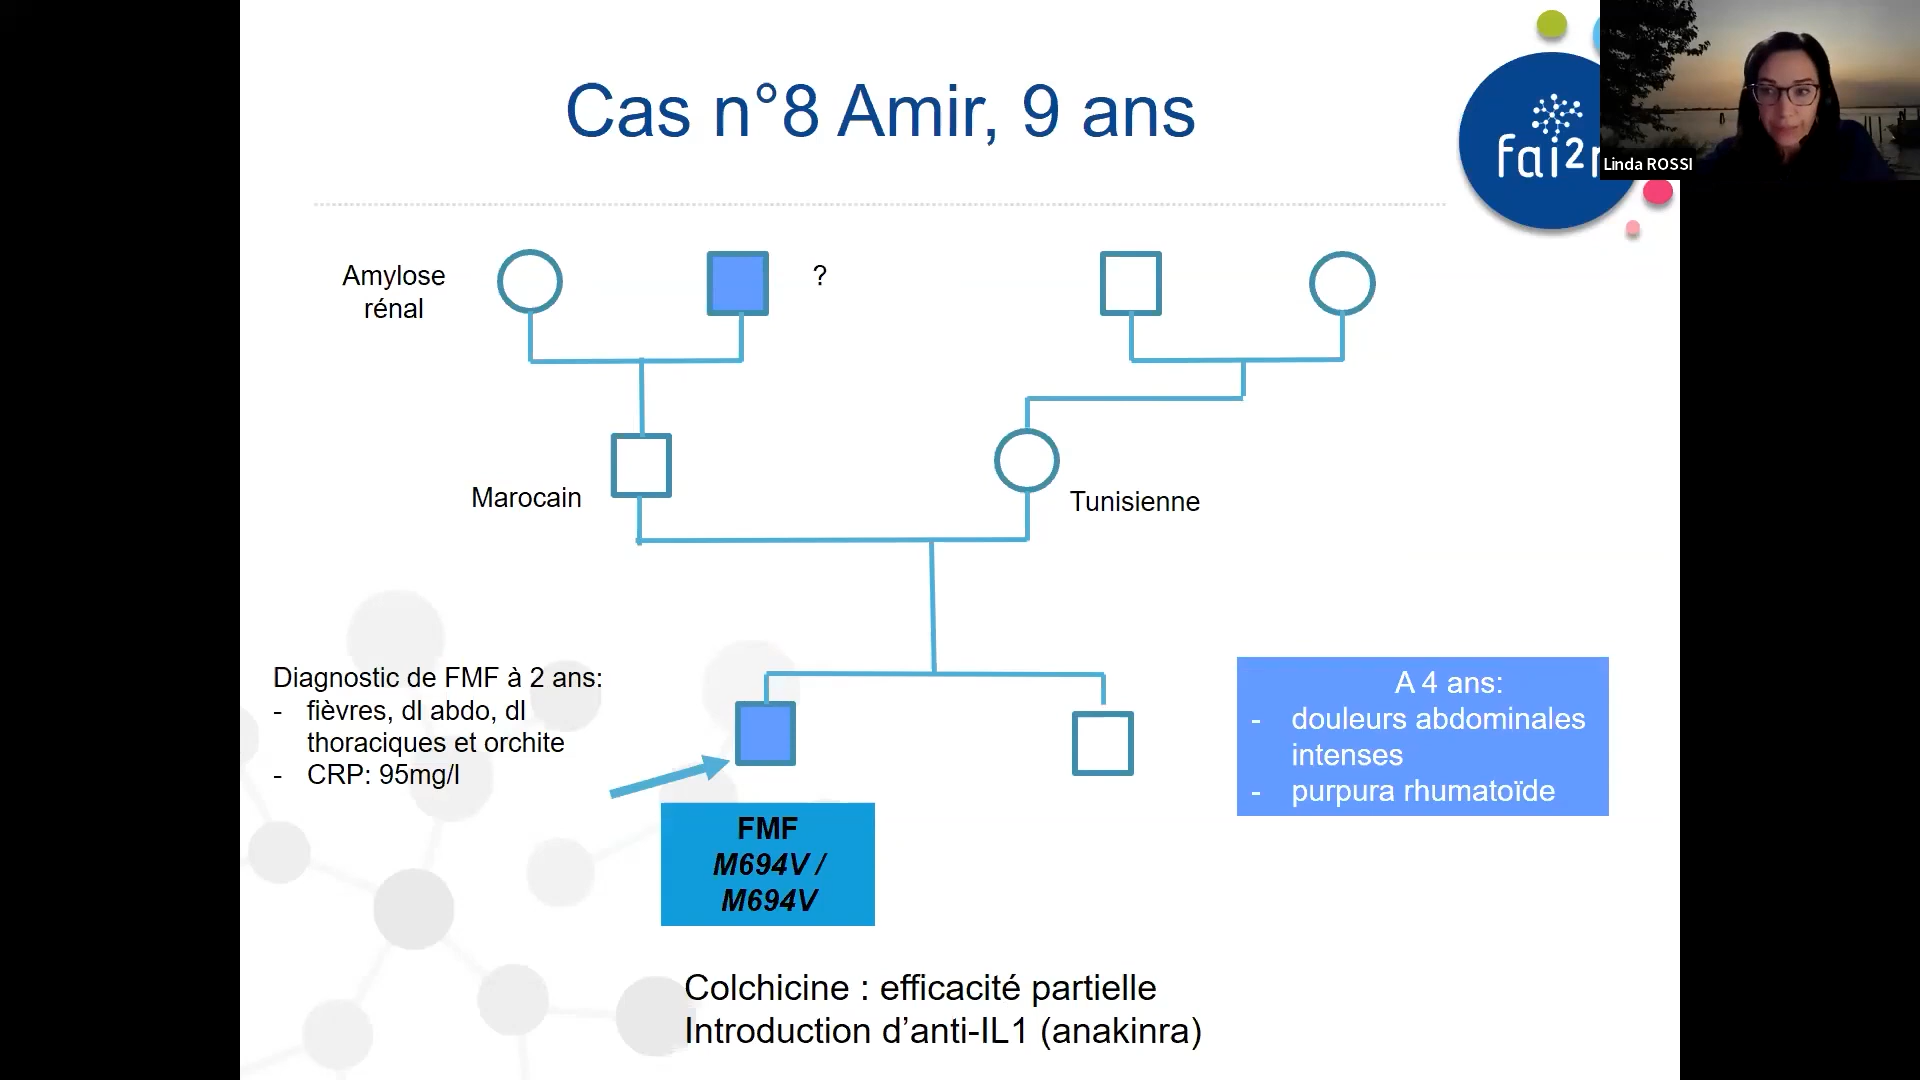 Cas n°8 Amir, 9 ans
fai²r
Linda ROSSI
Amylose
rénal
?
Marocain
Tunisienne
Diagnostic de FMF à 2 ans:
- fièvres, dl abdo, dl
thoraciques et orchite
- CRP: 95mg/l
A 4 ans:
- douleurs abdominales
intenses
- purpura rhumatoïde
FMF
M694V /
M694V
Colchicine : efficacité partielle
Introduction d’anti-IL1 (anakinra)